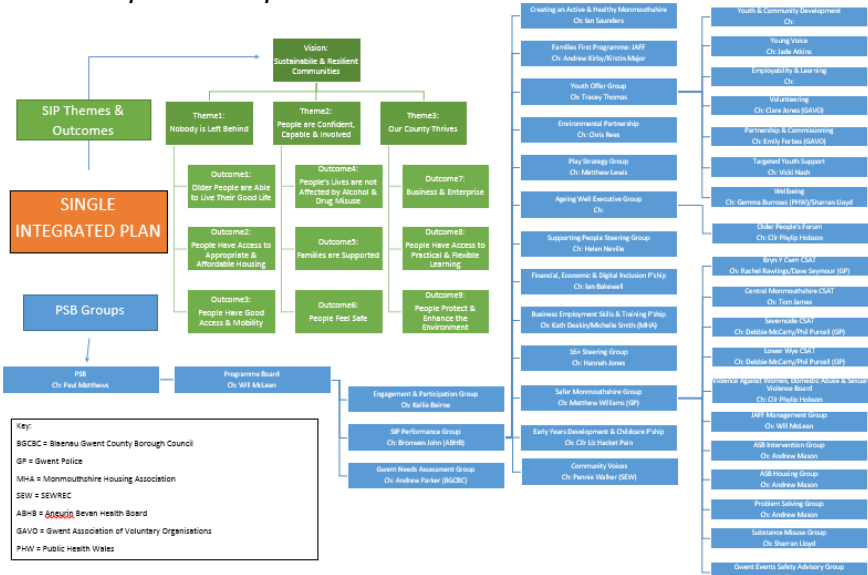 Vision:
Sustainabile & Resilient
Communities
SIP Themes &
Outcomes
Theme1:
Nobody is Left Behind
Theme2:
People are Confident,
Capable & Involved
Theme3:
Our County Thrives
Outcome1:
Older People are Able
to Live Their Good Life
Outcome4:
People's Lives are not
Affected by Alcohol &
Drug Misuse
Outcome7:
Business & Enterprise
SINGLE
INTEGRATED PLAN
Outcome2:
People Have Access to
Appropriate &
Affordable Housing
Outcome5:
Families are Supported
Outcome8:
People Have Access to
Practical & Flexible
Learning
Outcome3:
People Have Good
Access & Mobility
Outcome6:
People Feel Safe
Outcome9:
People Protect &
Enhance the
Environment
PSB Groups
PSB
Ch: Paul Matthews
Programme Board
Ch: Will McLean
Engagement & Participation Group
Ch: Kellie Beirne
SIP Performance Group
Ch: Bronwen John (ABHB)
Gwent Needs Assessment Group
Ch: Andrew Parker (BGCBC)
Key:
BGCBC = Blaenau Gwent County Borough Council
GP = Gwent Police
MHA = Monmouthshire Housing Association
SEW = SEWREC
ABHB = Aneurin Bevan Health Board
GAVO = Gwent Association of Voluntary Organisations
PHW = Public Health Wales
Creating an Active & Healthy Monmouthshire
Ch: Ian Saunders
Families First Programme: JAFF
Ch: Andrew Kirby/Kirstin Major
Youth Offer Group
Ch: Tracey Thomas
Environmental Partnership
Ch: Chris Rees
Play Strategy Group
Ch: Matthew Lewis
Ageing Well Executive Group
Ch:
Supporting People Steering Group
Ch: Helen Neville
Financial, Economic & Digital Inclusion P'ship
Ch: Ian Bakewell
Business Employment Skills & Training P'ship
Ch: Kath Deakin/Michelle Smith (MHA)
16+ Steering Group
Ch: Hannah Jones
Safer Monmouthshire Group
Ch: Matthew Williams (GP)
Early Years Development & Childcare P'ship
Ch: Cllr Liz Hacket Pain
Community Voices
Ch: Pennie Walker (SEW)
Youth & Community Development
Ch:
Young Voice
Ch: Jade Atkins
Employability & Learning
Ch:
Volunteering
Ch: Clare Jones (GAVO)
Partnership & Commissioning
Ch: Emily Forbes (GAVO)
Targeted Youth Support
Ch: Vicki Nash
Wellbeing
Ch: Gemma Burrows (PHW)/Sharran Lloyd
Older People's Forum
Ch: Clr Phylip Hobson
Bryn Y Cwm CSAT
Ch: Rachel Rawlings/Dave Seymour (GP)
Central Monmouthshire CSAT
Ch: Tom James
Severnside CSAT
Ch: Debbie McCarty/Phil Purcell (GP)
Lower Wye CSAT
Ch: Debbie McCarty/Phil Purcell (GP)
Violence Against Women, Domestic Abuse & Sexual
Violence Board
Ch: Clr Phylip Hobson
JAFF Management Group
Ch: Will McLean
ASB Intervention Group
Ch: Andrew Mason
ASB Housing Group
Ch: Andrew Mason
Problem Solving Group
Ch: Andrew Mason
Substance Misuse Group
Ch: Sharran Lloyd
Gwent Events Safety Advisory Group